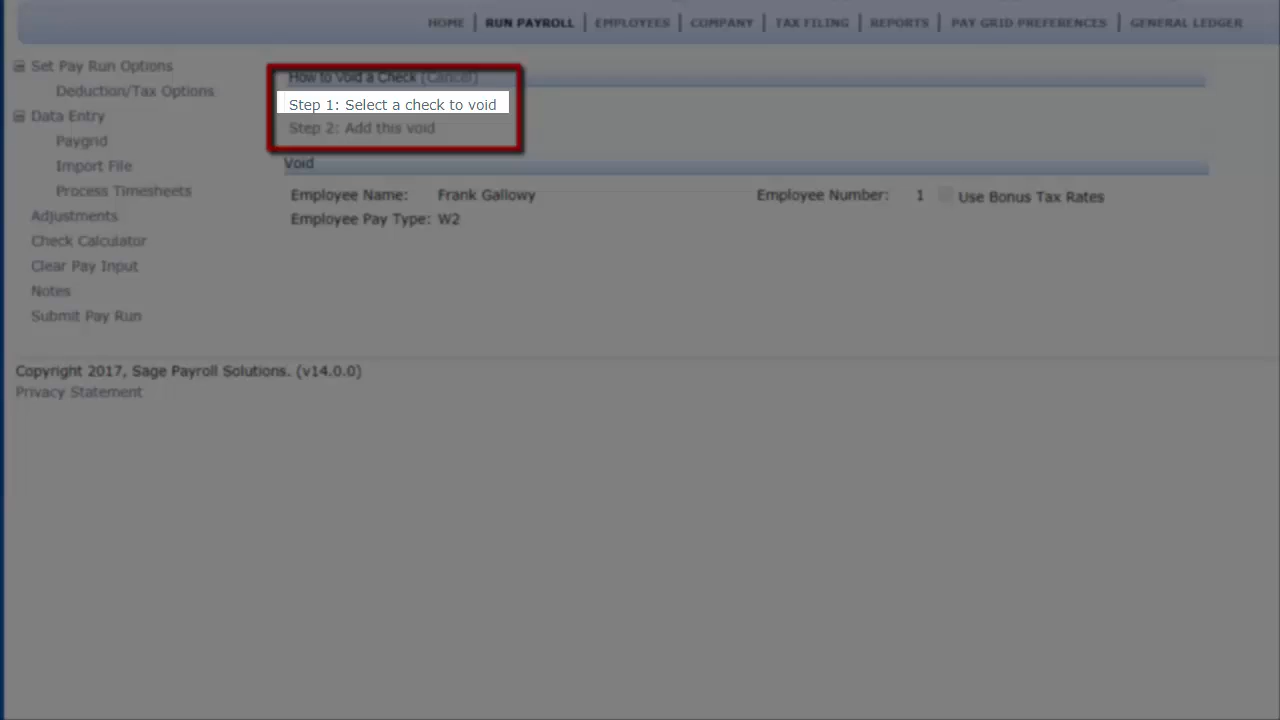 HOME | RUN PAYROLL | EMPLOYEES | COMPANY | TAX FILING | REPORTS | PAY GRID PREFERENCES | GENERAL LEDGER
Set Pay Run Options
Deduction/Tax Options
Data Entry
Paygrid
Import File
Process Timesheets
Adjustments
Check Calculator
Clear Pay Input
Notes
Submit Pay Run
How to Void a Check (Cancel)
Step 1: Select a check to void
Step 2: Add this void
Void
Employee Name: Frank Gallowy Employee Number: 1 Use Bonus Tax Rates
Employee Pay Type: W2
Copyright 2017, Sage Payroll Solutions. (v14.0.0)
Privacy Statement